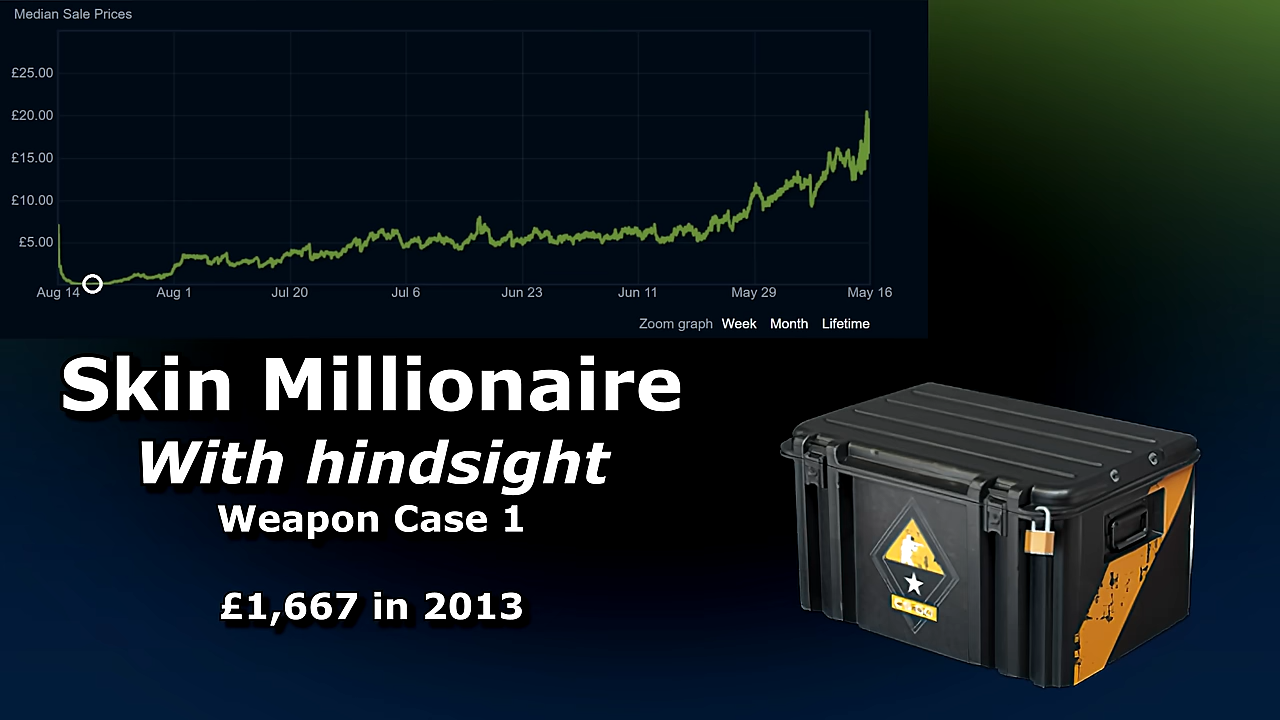 Median Sale Prices
£25.00
£20.00
£15.00
£10.00
£5.00
Aug 14 Aug 1 Jul 20 Jul 6 Jun 23 Jun 11 May 29 May 16
Zoom graph Week Month Lifetime
Skin Millionaire
With hindsight
Weapon Case 1
£1,667 in 2013